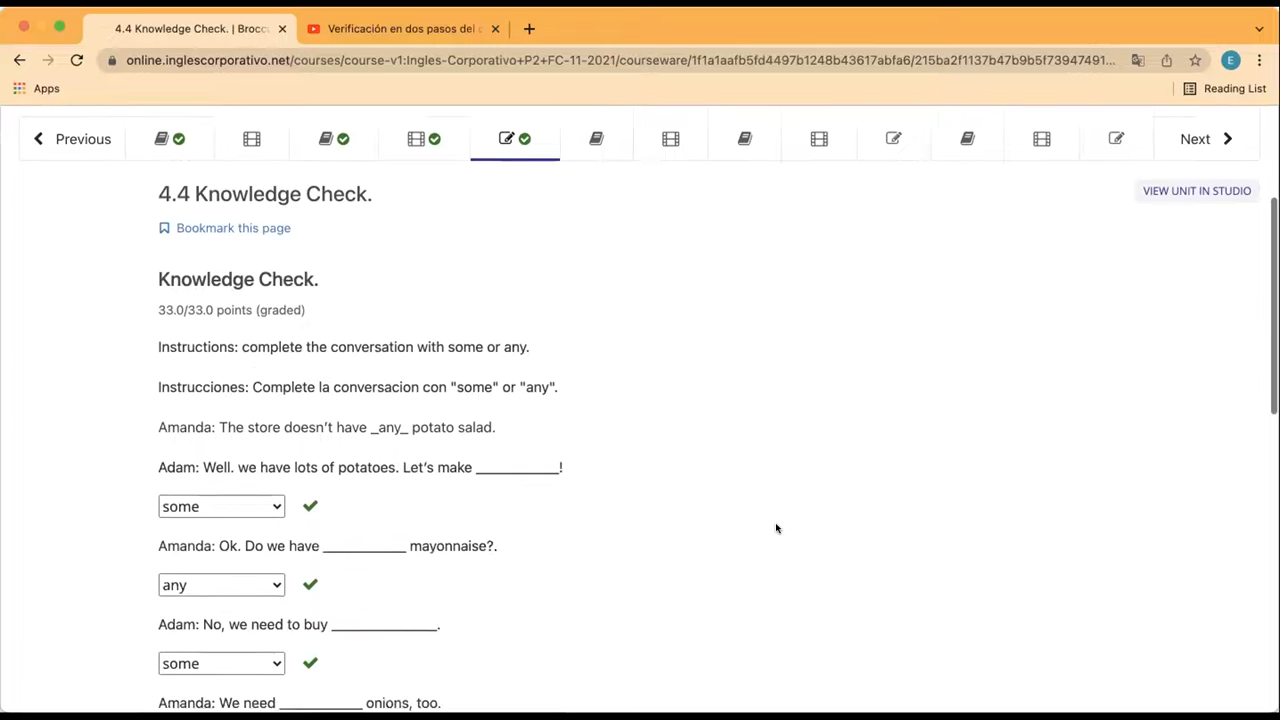 4.4 Knowledge Check. | Brocc
Verificación en dos pasos del c
online.inglescorporativo.net/courses/course-v1:Ingles-Corporativo+P2+FC-11-2021/courseware/1f1a1aafb5fd4497b1248b43617abfa6/215ba2f1137b47b9b5f73947491...
E
Apps
Reading List
Previous
Next
4.4 Knowledge Check.
VIEW UNIT IN STUDIO
Bookmark this page
Knowledge Check.
33.0/33.0 points (graded)
Instructions: complete the conversation with some or any.
Instrucciones: Complete la conversacion con "some" or "any".
Amanda: The store doesn't have _any_ potato salad.
Adam: Well. we have lots of potatoes. Let's make ___________!
some
Amanda: Ok. Do we have ___________ mayonnaise?.
any
Adam: No, we need to buy ______________.
some
Amanda: We need ___________ onions, too.